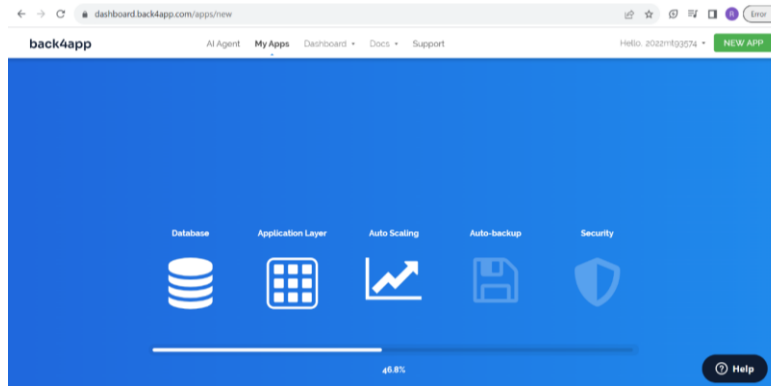 dashboard.back4app.com/apps/new
R
Error
back4app
AI Agent My Apps Dashboard Docs Support
Hello, 2022mt93574
NEW APP
Database Application Layer Auto Scaling Auto-backup Security
46.8%
Help